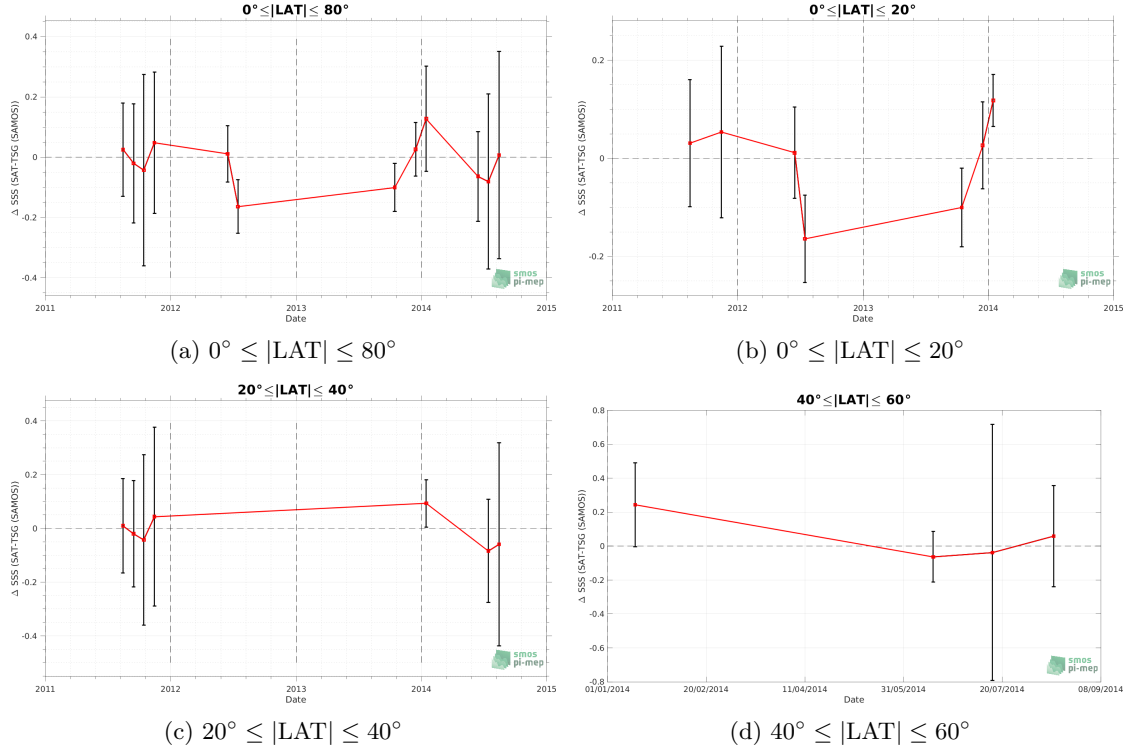 0°≤|LAT|≤ 80°
Δ SSS (SAT-TSG (SAMOS))
0.4
0.2
0
-0.2
-0.4
2011 2012 2013 2014 2015
Date
smos
pi-mep
(a) 0° ≤ |LAT| ≤ 80°
0°≤|LAT|≤ 20°
Δ SSS (SAT-TSG (SAMOS))
0.2
0
-0.2
2011 2012 2013 2014 2015
Date
smos
pi-mep
(b) 0° ≤ |LAT| ≤ 20°
20°≤|LAT|≤ 40°
Δ SSS (SAT-TSG (SAMOS))
0.4
0.2
0
-0.2
-0.4
2011 2012 2013 2014 2015
Date
smos
pi-mep
(c) 20° ≤ |LAT| ≤ 40°
40°≤|LAT|≤ 60°
Δ SSS (SAT-TSG (SAMOS))
0.8
0.6
0.4
0.2
0
-0.2
-0.4
-0.6
-0.8
01/01/2014 20/02/2014 11/04/2014 31/05/2014 20/07/2014 08/09/2014
Date
smos
pi-mep
(d) 40° ≤ |LAT| ≤ 60°